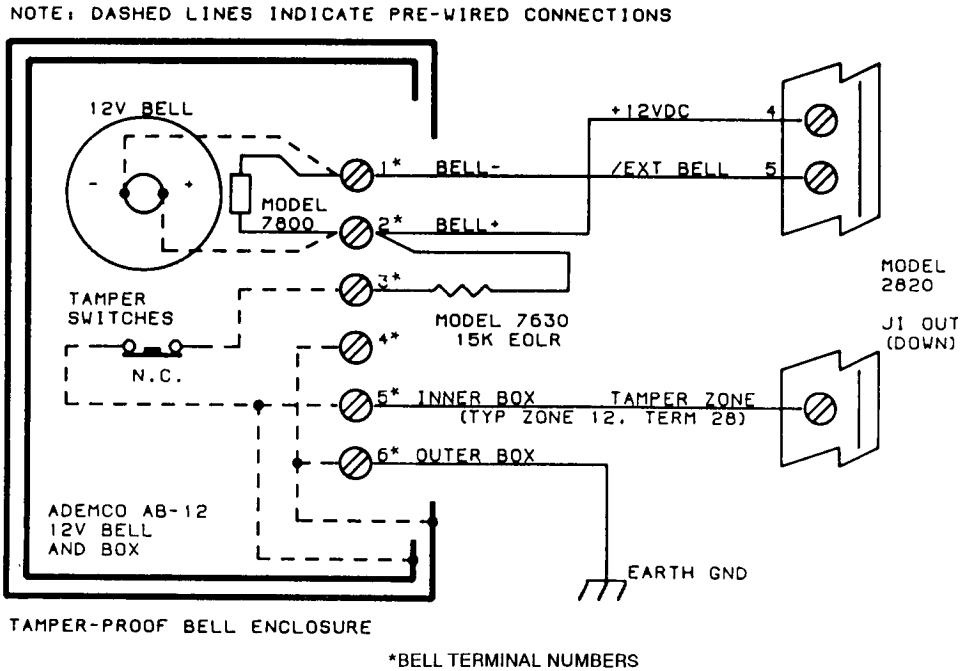 NOTE: DASHED LINES INDICATE PRE-WIRED CONNECTIONS
12V BELL
+12VDC 4
1* BELL- /EXT BELL 5
- +
MODEL
7800
2* BELL+
3*
MODEL
2820
TAMPER
SWITCHES
MODEL 7630
15K EOLR
J1 OUT
(DOWN)
4*
N.C.
5* INNER BOX TAMPER ZONE
(TYP ZONE 12, TERM 28)
6* OUTER BOX
ADEMCO AB-12
12V BELL
AND BOX
EARTH GND
TAMPER-PROOF BELL ENCLOSURE
*BELL TERMINAL NUMBERS